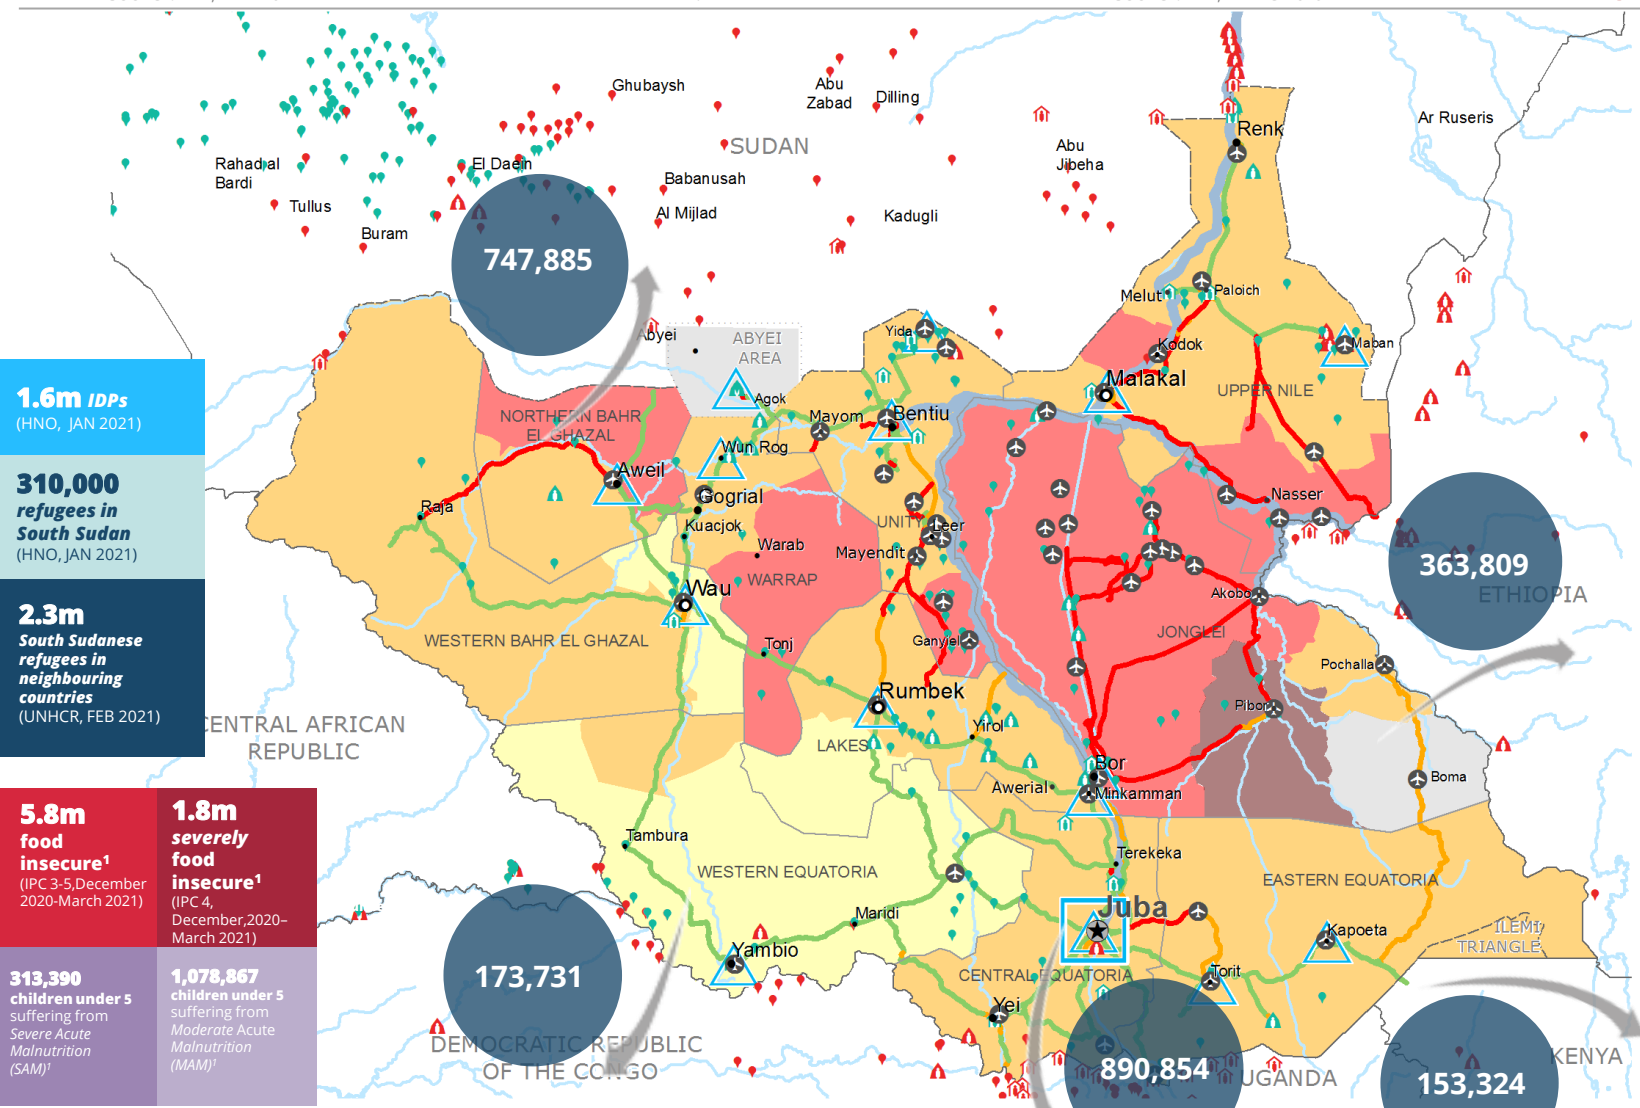 Ghubaysh
Abu
Zabad
Dilling
Ar Ruseris
SUDAN
Renk
Abu
Jibeha
Rahad al
Bardi
El Daein
Babanusah
Tullus
Al Mijlad
Kadugli
Buram
747,885
Melut
Paloich
Abyei
ABYEI
AREA
Yida
Kodok
Maban
Malakal
UPPER NILE
1.6m IDPs
(HNO, JAN 2021)
Agok
NORTHERN BAHR
EL GHAZAL
Mayom
Bentiu
Wun Rog
Aweil
310,000
refugees in
South Sudan
(HNO, JAN 2021)
Raja
Gogrial
Kuacjok
Nasser
UNITY
Leer
Warab
Mayendit
WARRAP
363,809
ETHIOPIA
Wau
Akobo
2.3m
South Sudanese
refugees in
neighbouring
countries
(UNHCR, FEB 2021)
WESTERN BAHR EL GHAZAL
Tonj
Ganyiel
JONGLEI
Pochalla
Rumbek
Pibor
CENTRAL AFRICAN
REPUBLIC
Yirol
LAKES
Bor
Boma
Awerial
Minkamman
5.8m
food
insecure¹
(IPC 3-5,December
2020-March 2021)
1.8m
severely
food
insecure¹
(IPC 4,
December,2020–
March 2021)
Tambura
Terekeka
WESTERN EQUATORIA
EASTERN EQUATORIA
Juba
Maridi
Kapoeta
ILEMI
TRIANGLE
Yambio
313,390
children under 5
suffering from
Severe Acute
Malnutrition
(SAM)¹
1,078,867
children under 5
suffering from
Moderate Acute
Malnutrition
(MAM)¹
173,731
CENTRAL EQUATORIA
Torit
Yei
DEMOCRATIC REPUBLIC
OF THE CONGO
890,854
UGANDA
153,324
KENYA